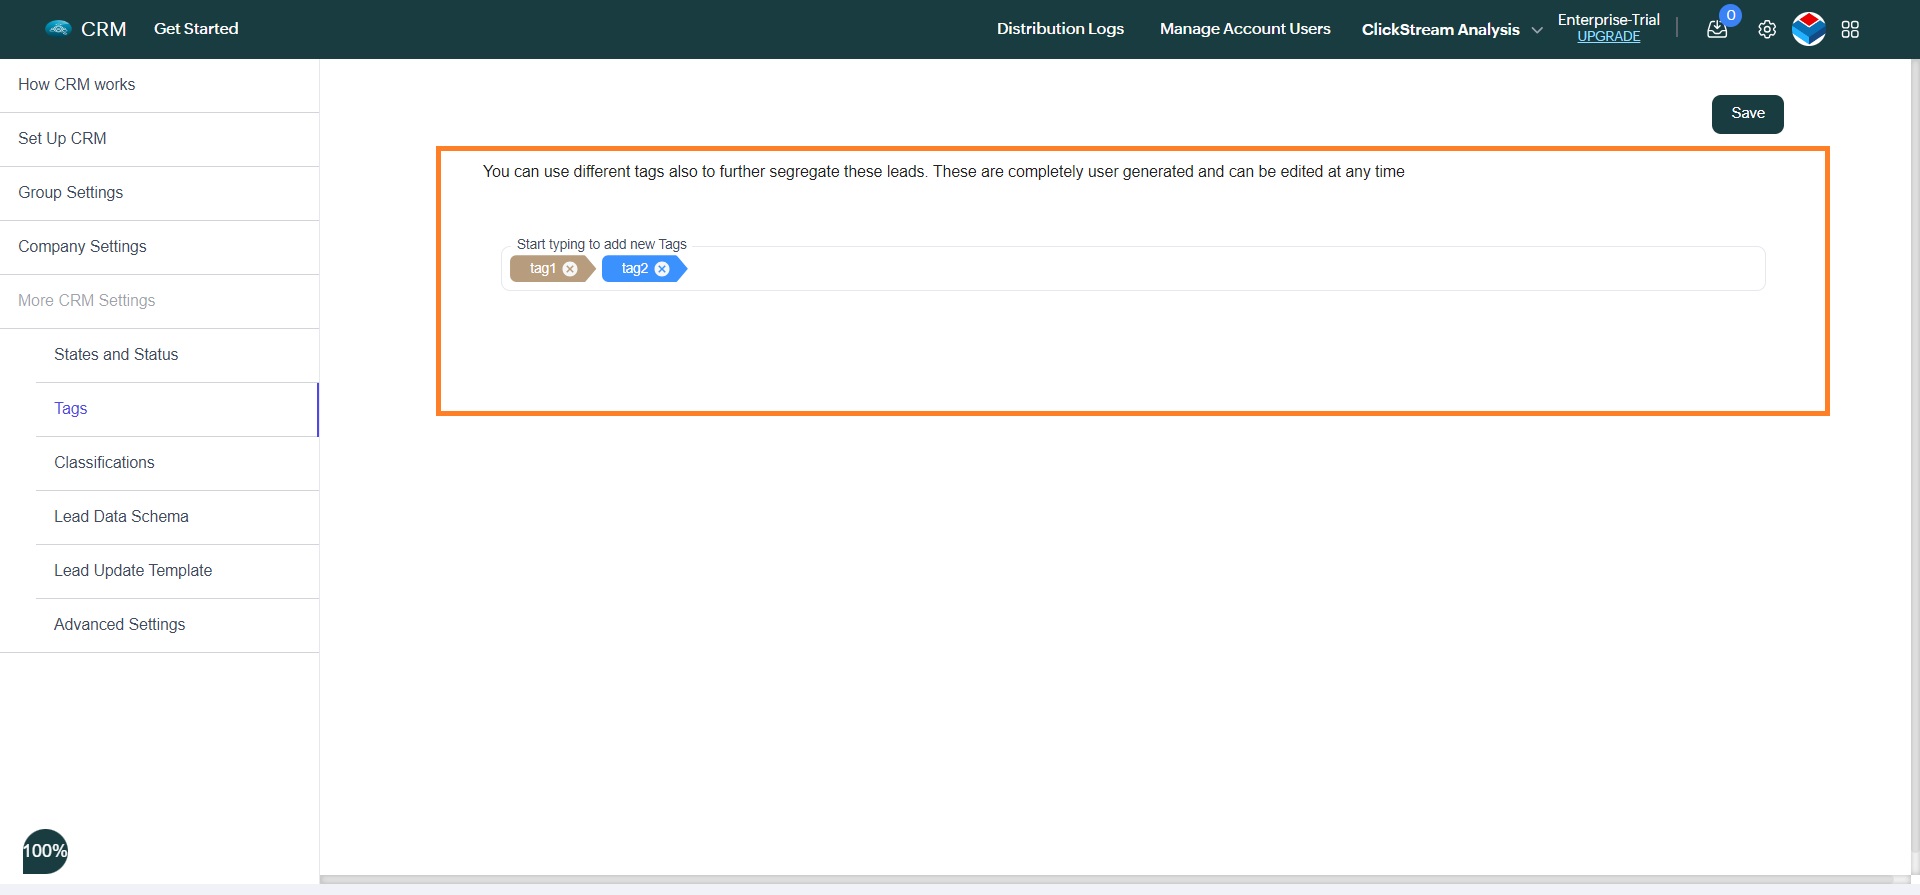 CRM
Get Started
Distribution Logs
Manage Account Users
ClickStream Analysis
Enterprise-Trial
UPGRADE
0
How CRM works
Set Up CRM
Group Settings
Company Settings
More CRM Settings
States and Status
Tags
Classifications
Lead Data Schema
Lead Update Template
Advanced Settings
100%
Save
You can use different tags also to further segregate these leads. These are completely user generated and can be edited at any time
Start typing to add new Tags
tag1
tag2